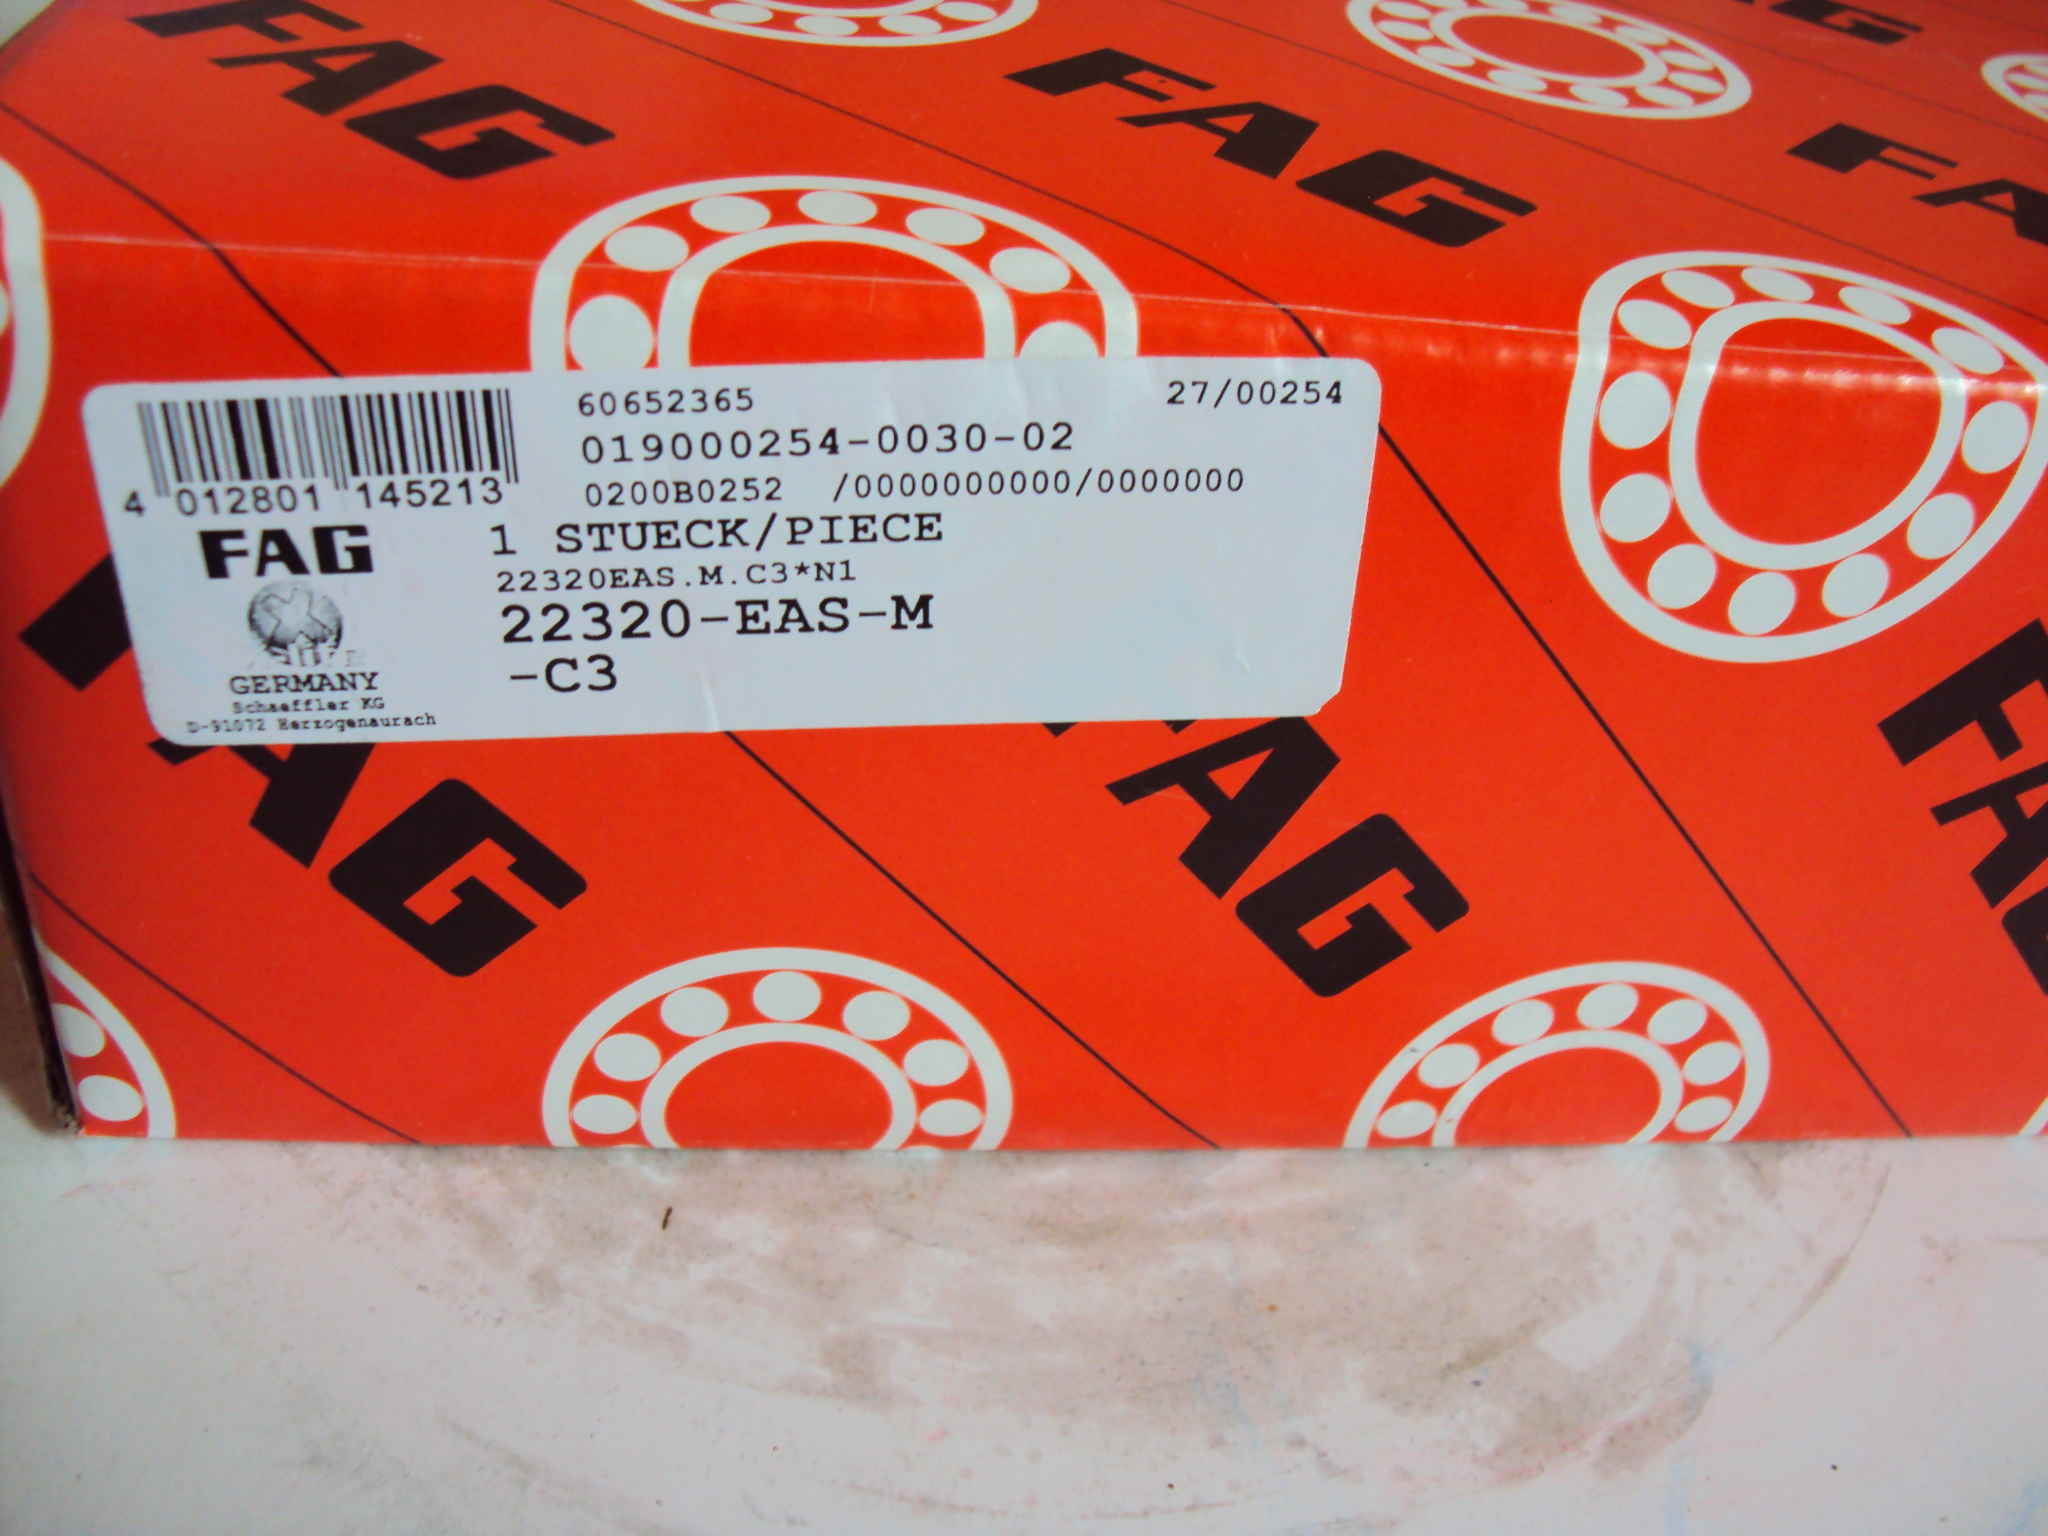 FAG
FAG
FAG
60652365 27/00254
019000254-0030-02
4 012801 145213
0200B0252 /0000000000/0000000
FAG
1 STUECK/PIECE
22320EAS.M.C3*N1
22320-EAS-M
-C3
GERMANY
Schaeffler KG
D-91072 Herzogenaurach
FAG
FAG
FAG